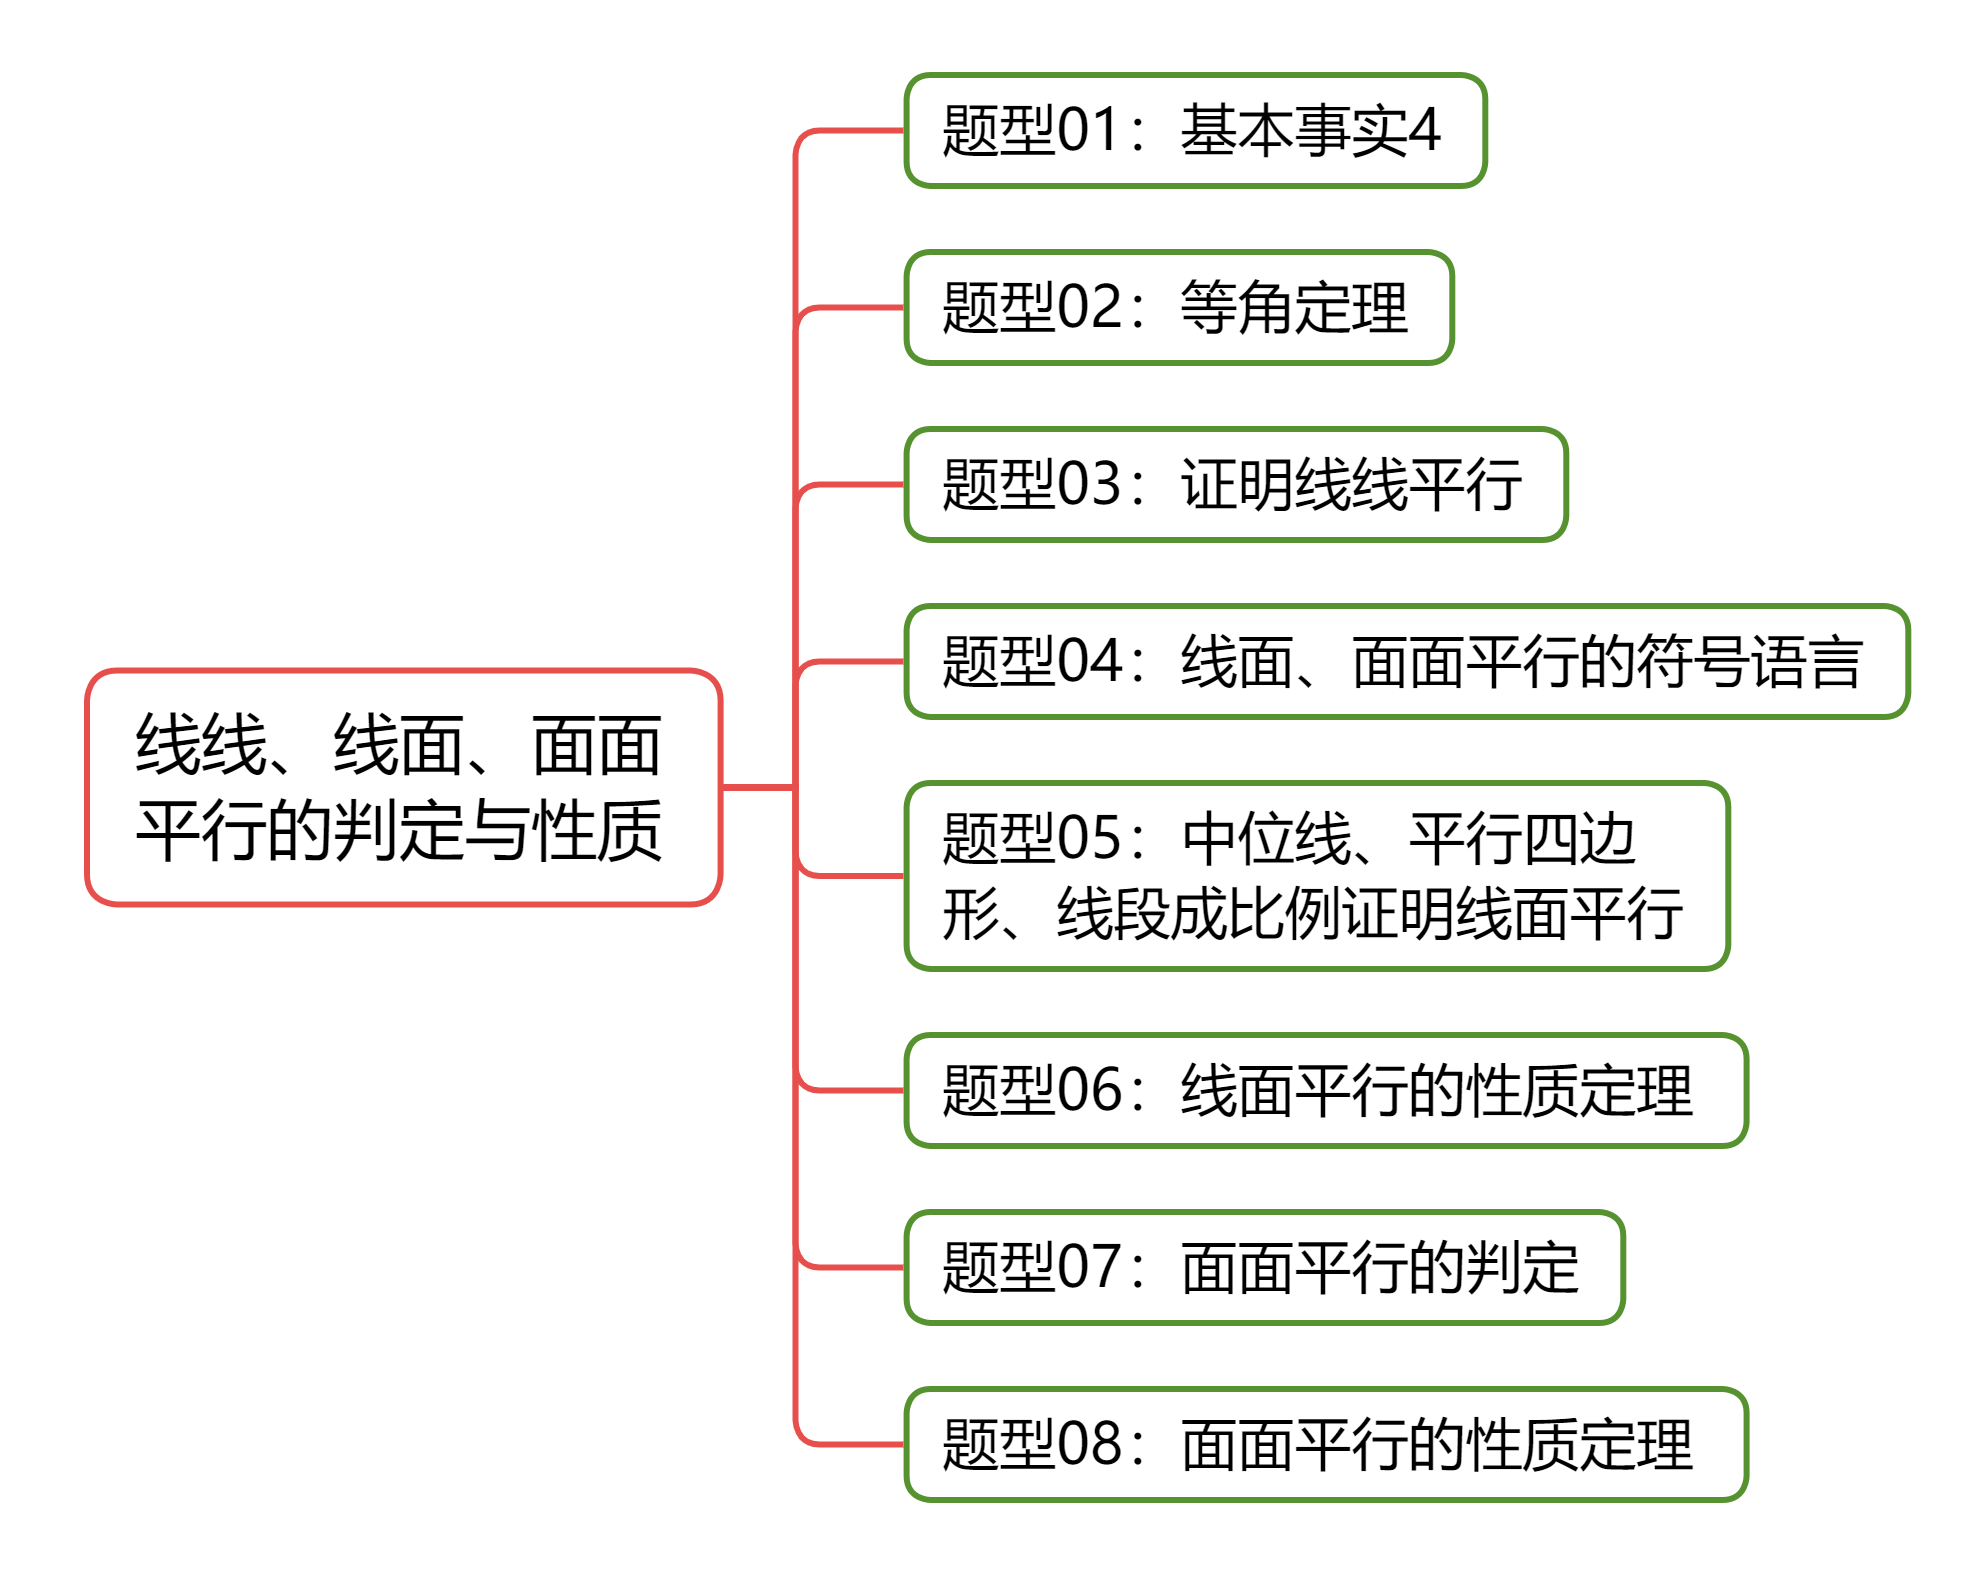 线线、线面、面面
平行的判定与性质
题型01：基本事实4
题型02：等角定理
题型03：证明线线平行
题型04：线面、面面平行的符号语言
题型05：中位线、平行四边
形、线段成比例证明线面平行
题型06：线面平行的性质定理
题型07：面面平行的判定
题型08：面面平行的性质定理